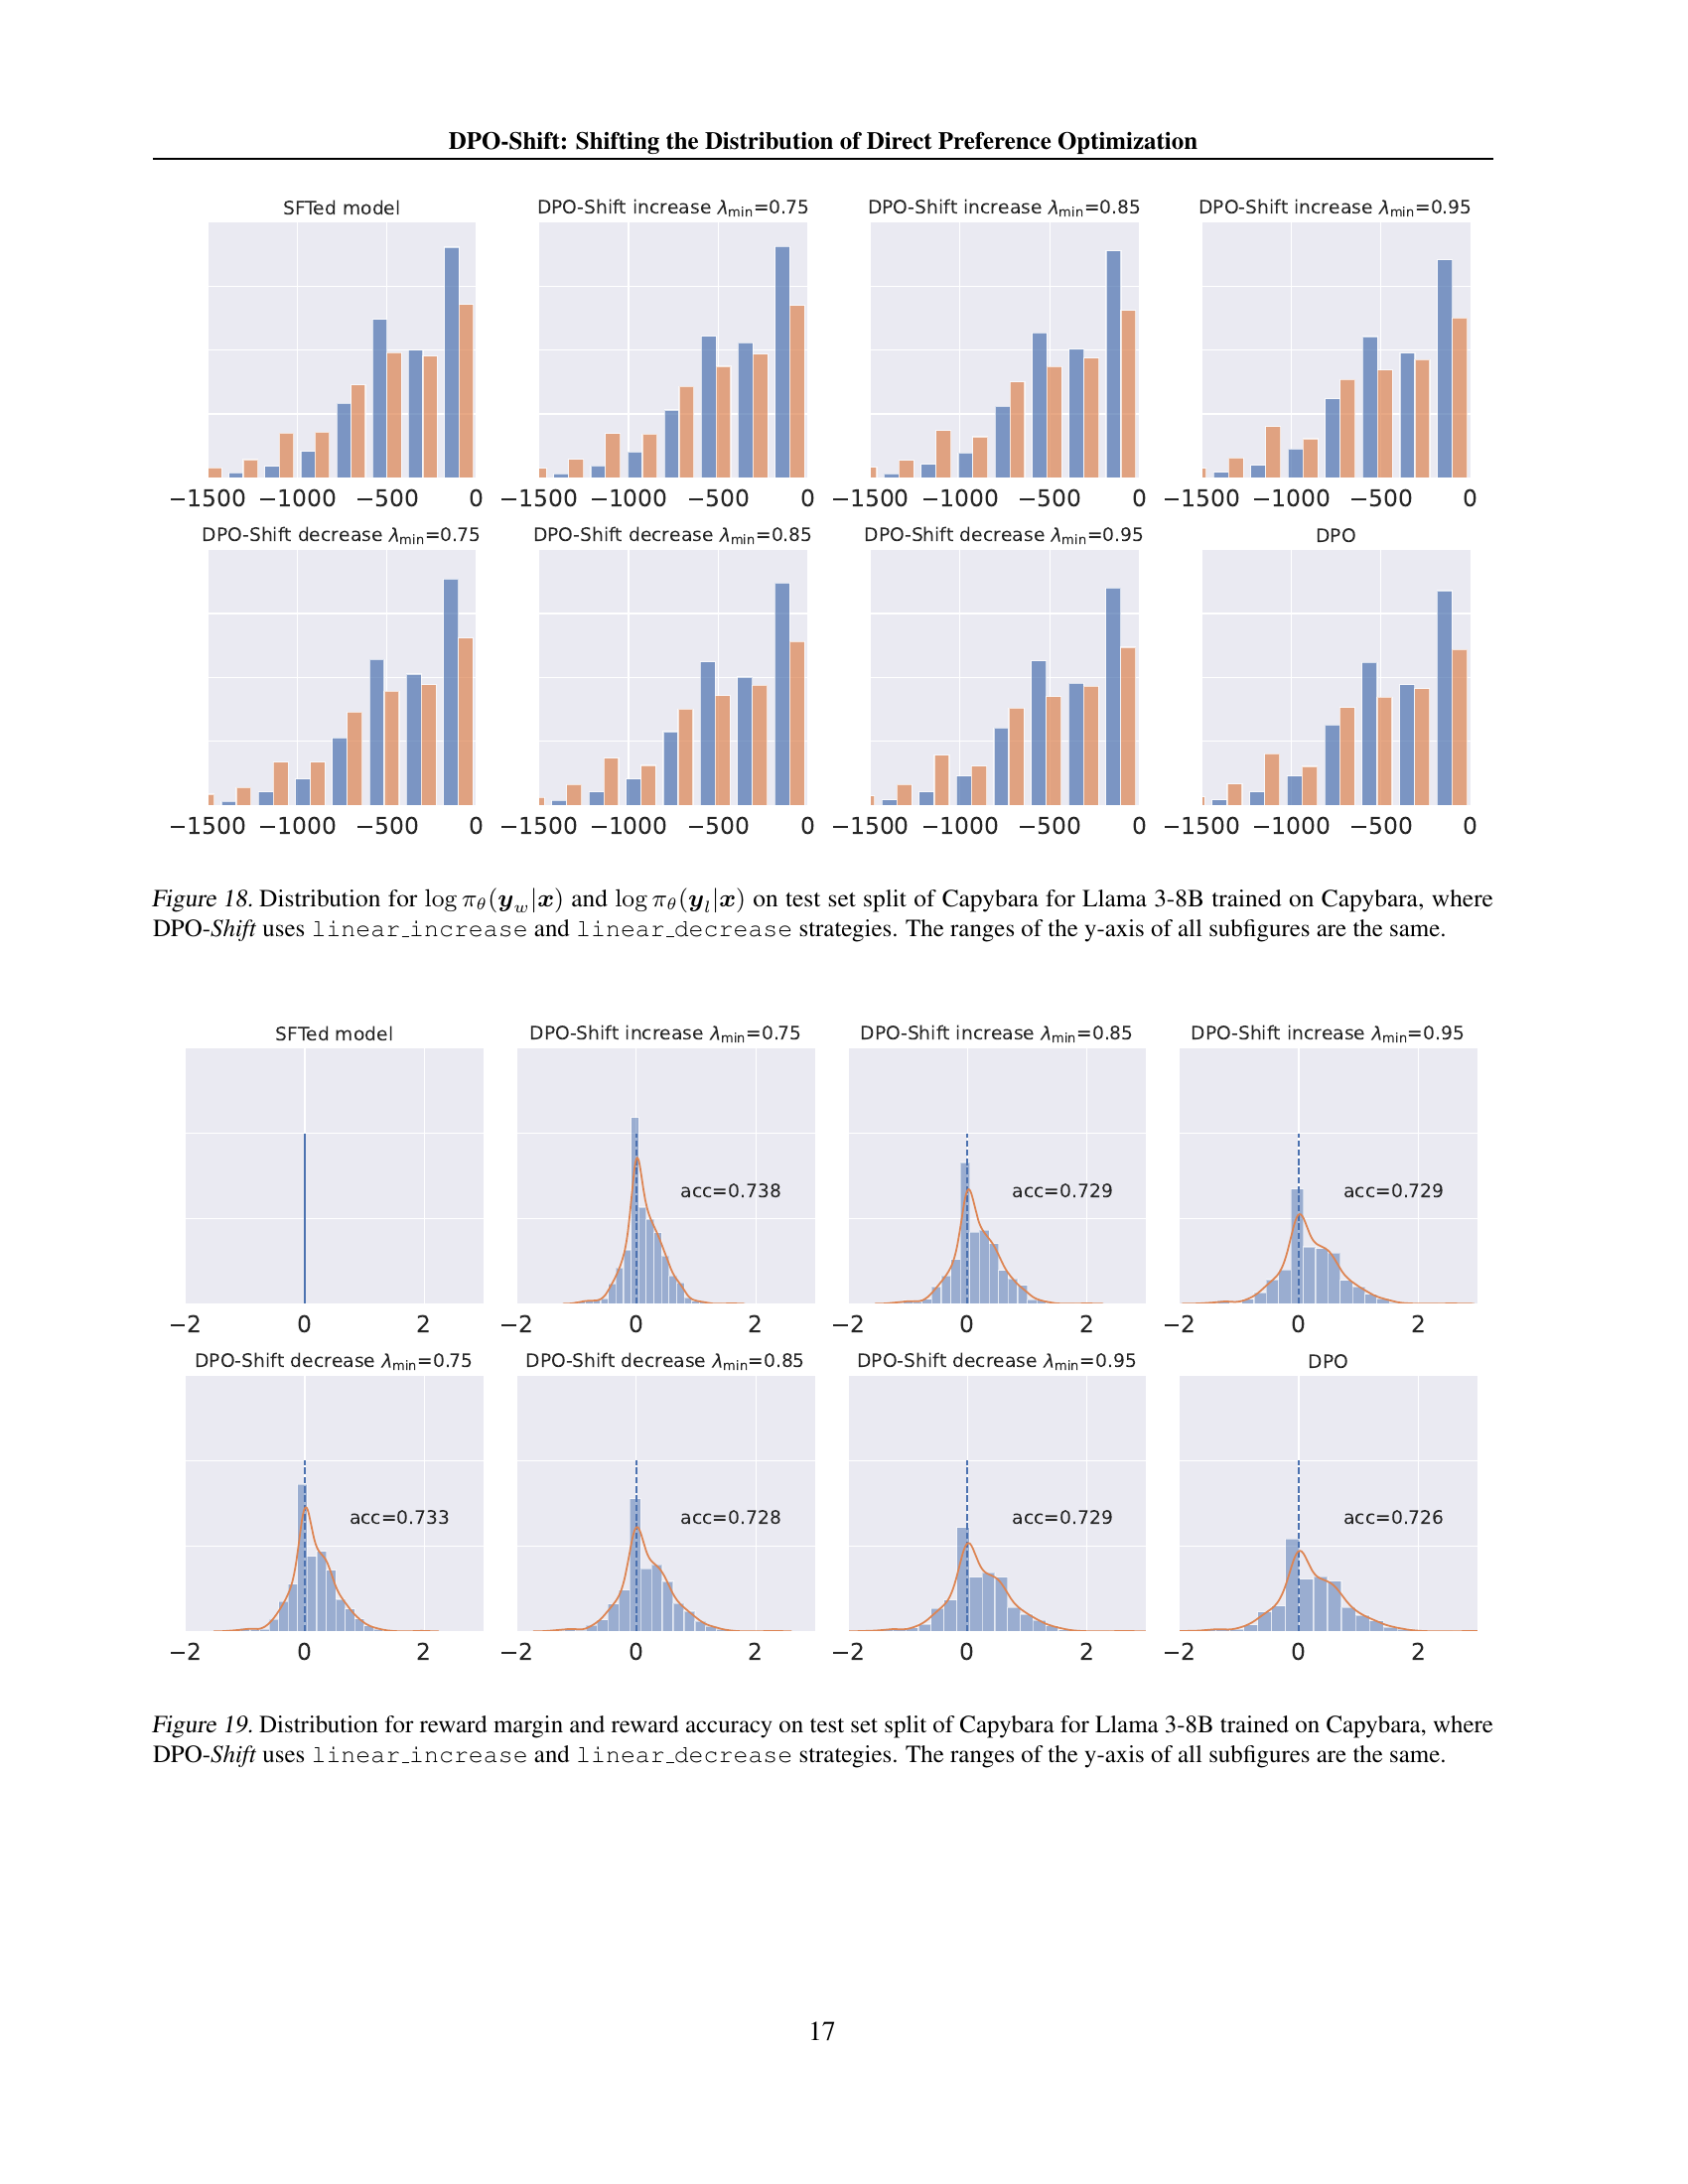 DPO-Shift: Shifting the Distribution of Direct Preference Optimization
SFTed model
DPO-Shift increase λmin=0.75
DPO-Shift increase λmin=0.85
DPO-Shift increase λmin=0.95
−1500 −1000 −500 0
−1500 −1000 −500 0
−1500 −1000 −500 0
−1500 −1000 −500 0
DPO-Shift decrease λmin=0.75
DPO-Shift decrease λmin=0.85
DPO-Shift decrease λmin=0.95
DPO
−1500 −1000 −500 0
−1500 −1000 −500 0
−1500 −1000 −500 0
−1500 −1000 −500 0
Figure 18. Distribution for log πθ(yw|x) and log πθ(yl|x) on test set split of Capybara for Llama 3-8B trained on Capybara, where
DPO-Shift uses linear_increase and linear_decrease strategies. The ranges of the y-axis of all subfigures are the same.
SFTed model
DPO-Shift increase λmin=0.75
DPO-Shift increase λmin=0.85
DPO-Shift increase λmin=0.95
acc=0.738
acc=0.729
acc=0.729
−2 0 2
−2 0 2
−2 0 2
−2 0 2
DPO-Shift decrease λmin=0.75
DPO-Shift decrease λmin=0.85
DPO-Shift decrease λmin=0.95
DPO
acc=0.733
acc=0.728
acc=0.729
acc=0.726
−2 0 2
−2 0 2
−2 0 2
−2 0 2
Figure 19. Distribution for reward margin and reward accuracy on test set split of Capybara for Llama 3-8B trained on Capybara, where
DPO-Shift uses linear_increase and linear_decrease strategies. The ranges of the y-axis of all subfigures are the same.
17